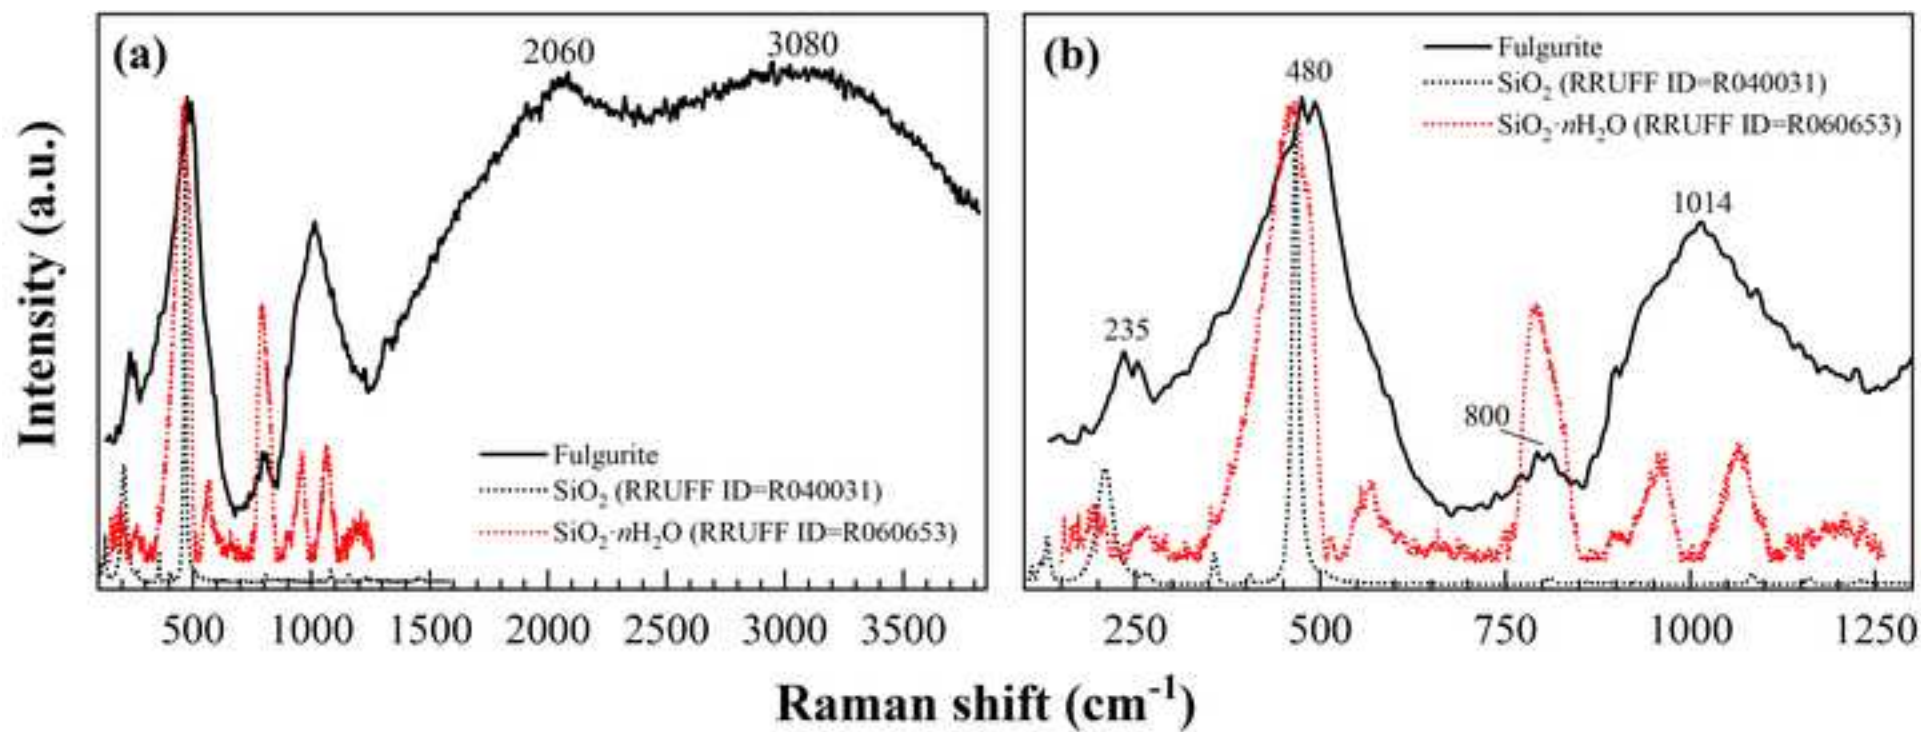 (a)
2060
3080
Fulgurite
SiO₂ (RRUFF ID=R040031)
SiO₂·nH₂O (RRUFF ID=R060653)
500 1000 1500 2000 2500 3000 3500
Intensity (a.u.)
(b)
480
235
800
1014
Fulgurite
SiO₂ (RRUFF ID=R040031)
SiO₂·nH₂O (RRUFF ID=R060653)
250 500 750 1000 1250
Raman shift (cm⁻¹)